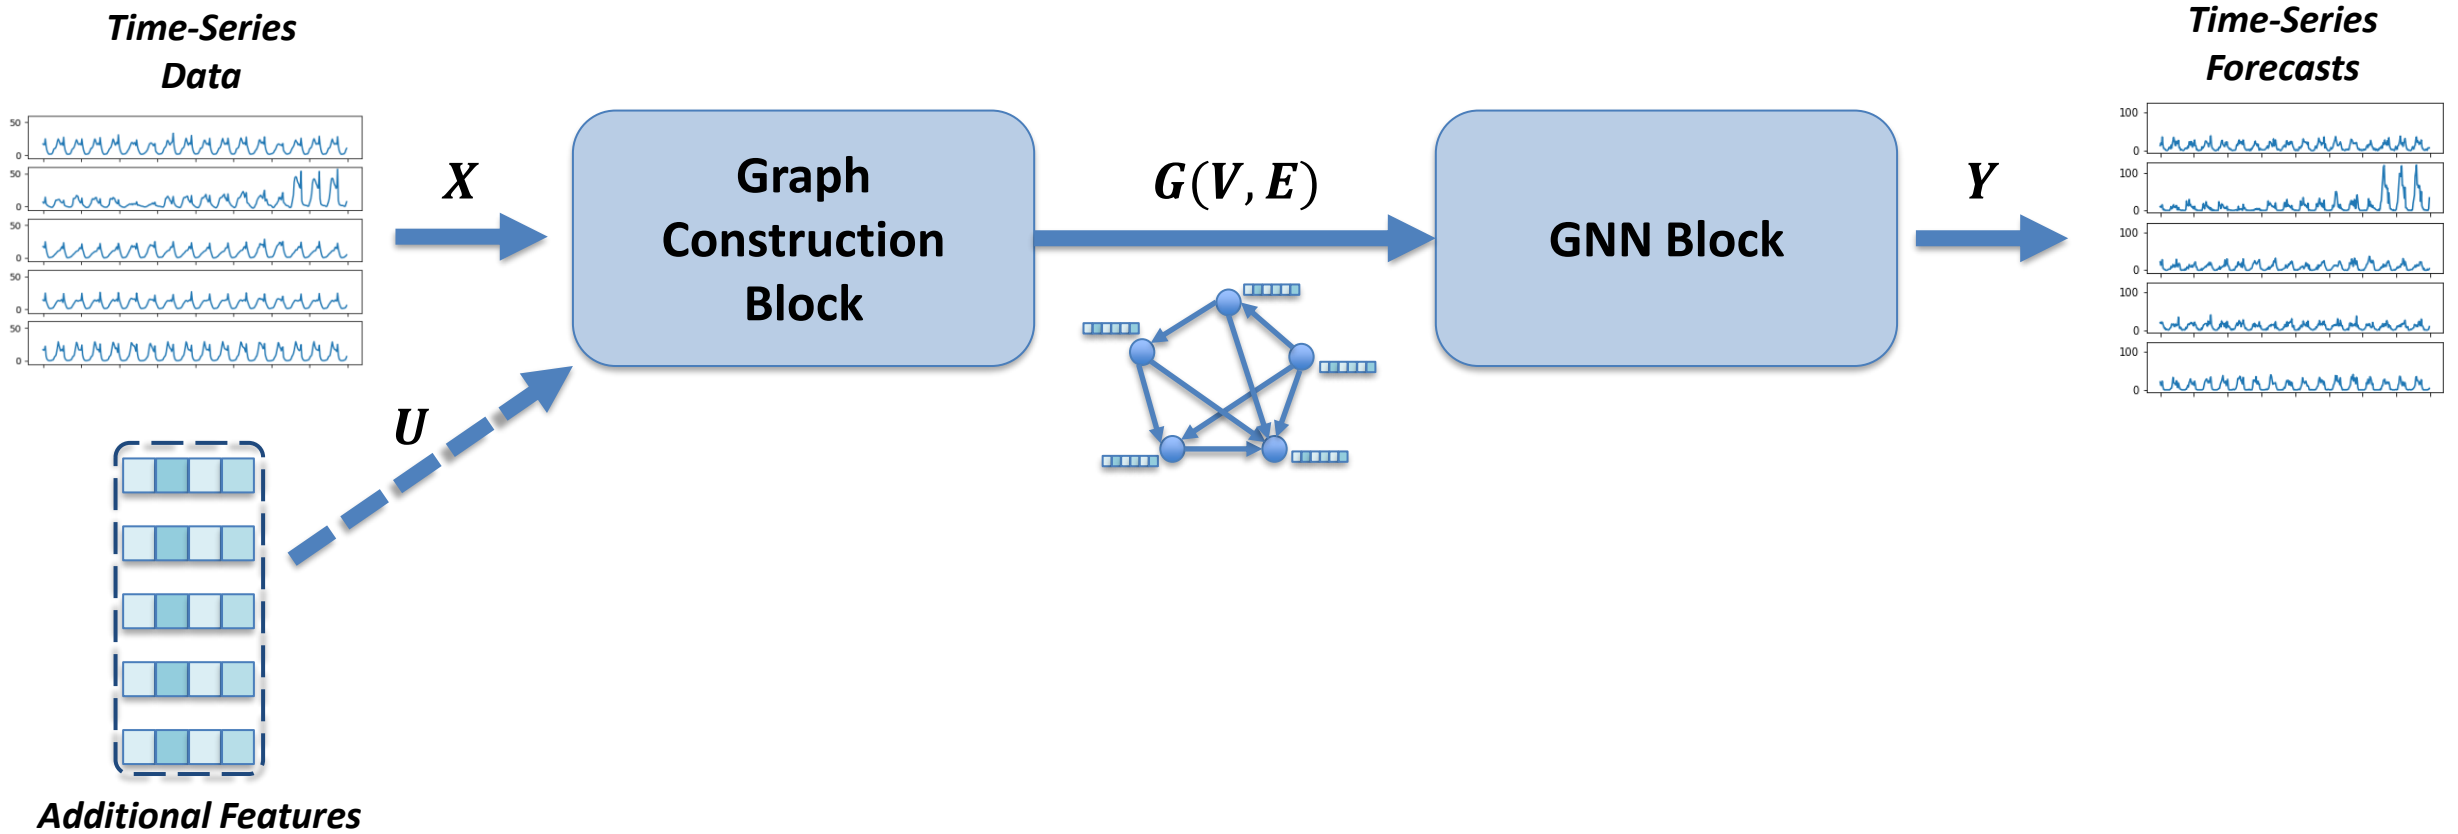 Time-Series
Data
50
0
50
0
50
0
50
0
50
0
X
U
Additional Features
Graph
Construction
Block
G(V, E)
GNN Block
Y
Time-Series
Forecasts
100
0
100
0
100
0
100
0
100
0